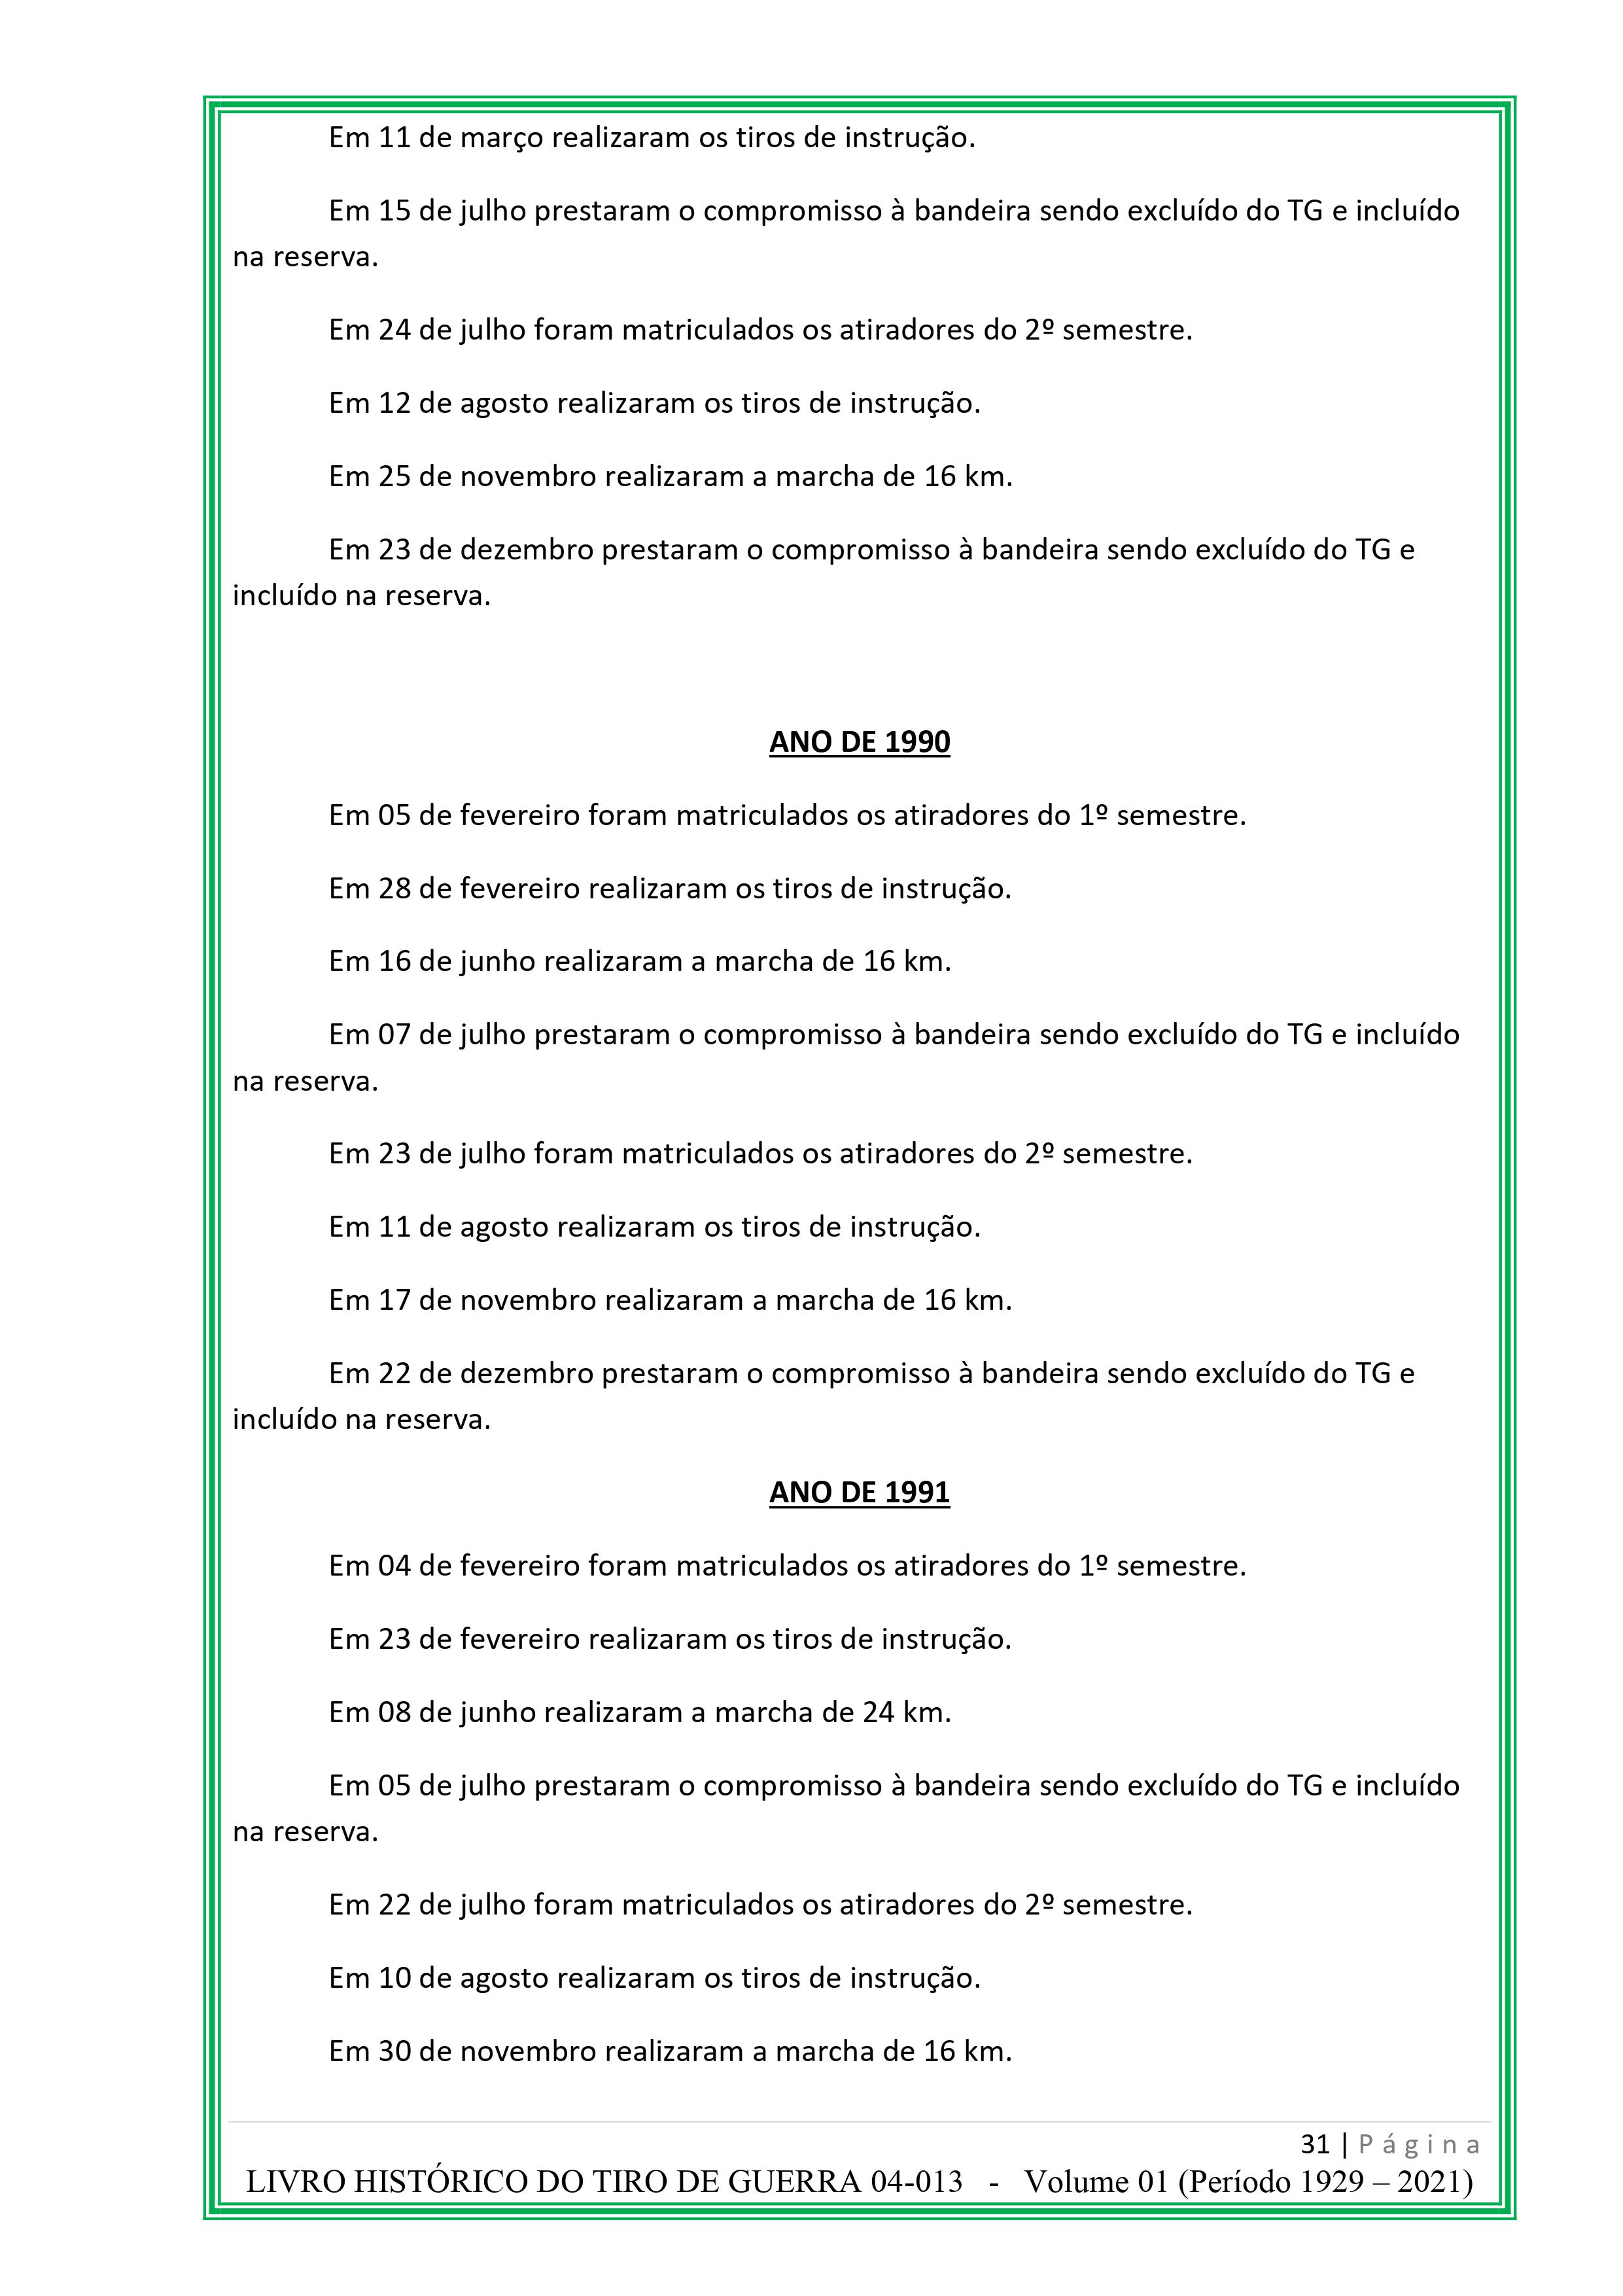 Em 11 de março realizaram os tiros de instrução.
Em 15 de julho prestaram o compromisso à bandeira sendo excluído do TG e incluído
na reserva.
Em 24 de julho foram matriculados os atiradores do 2º semestre.
Em 12 de agosto realizaram os tiros de instrução.
Em 25 de novembro realizaram a marcha de 16 km.
Em 23 de dezembro prestaram o compromisso à bandeira sendo excluído do TG e
incluído na reserva.
ANO DE 1990
Em 05 de fevereiro foram matriculados os atiradores do 1º semestre.
Em 28 de fevereiro realizaram os tiros de instrução.
Em 16 de junho realizaram a marcha de 16 km.
Em 07 de julho prestaram o compromisso à bandeira sendo excluído do TG e incluído
na reserva.
Em 23 de julho foram matriculados os atiradores do 2º semestre.
Em 11 de agosto realizaram os tiros de instrução.
Em 17 de novembro realizaram a marcha de 16 km.
Em 22 de dezembro prestaram o compromisso à bandeira sendo excluído do TG e
incluído na reserva.
ANO DE 1991
Em 04 de fevereiro foram matriculados os atiradores do 1º semestre.
Em 23 de fevereiro realizaram os tiros de instrução.
Em 08 de junho realizaram a marcha de 24 km.
Em 05 de julho prestaram o compromisso à bandeira sendo excluído do TG e incluído
na reserva.
Em 22 de julho foram matriculados os atiradores do 2º semestre.
Em 10 de agosto realizaram os tiros de instrução.
Em 30 de novembro realizaram a marcha de 16 km.
31 | Página
LIVRO HISTÓRICO DO TIRO DE GUERRA 04-013 - Volume 01 (Período 1929 – 2021)